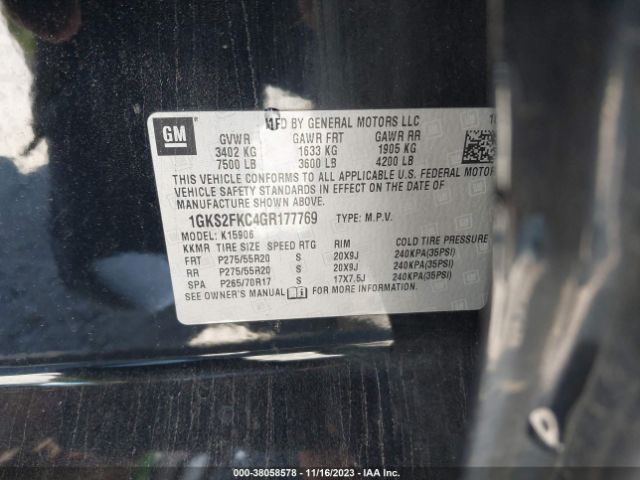 GM
MFD BY GENERAL MOTORS LLC
GVWR GAWR FRT GAWR RR
3402 KG 1633 KG 1905 KG
7500 LB 3600 LB 4200 LB
THIS VEHICLE CONFORMS TO ALL APPLICABLE U.S. FEDERAL MOTOR
VEHICLE SAFETY STANDARDS IN EFFECT ON THE DATE OF
MANUFACTURE SHOWN ABOVE.
1GKS2FKC4GR177769 TYPE: M.P.V.
MODEL: K15906
KKMR TIRE SIZE SPEED RTG RIM COLD TIRE PRESSURE
FRT P275/55R20 S 20X9J 240KPA(35PSI)
RR P275/55R20 S 20X9J 240KPA(35PSI)
SPA P265/70R17 S 17X7.5J 240KPA(35PSI)
SEE OWNER'S MANUAL FOR MORE INFORMATION.
000-38058578 - 11/16/2023 - IAA Inc.